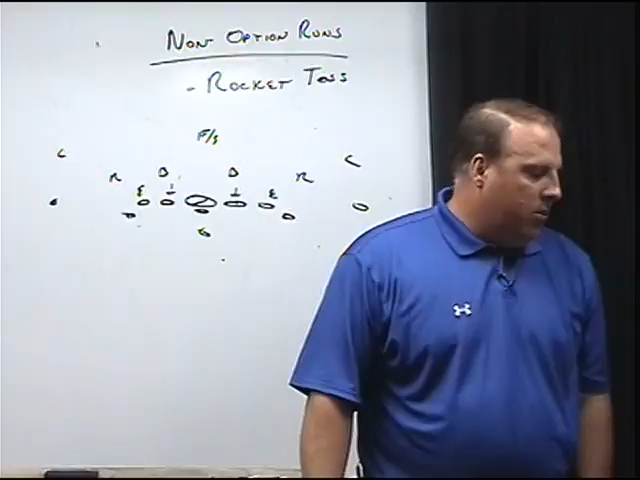 NON OPTION RUNS
- ROCKET TOSS
F/S
C C
R B B R
E E